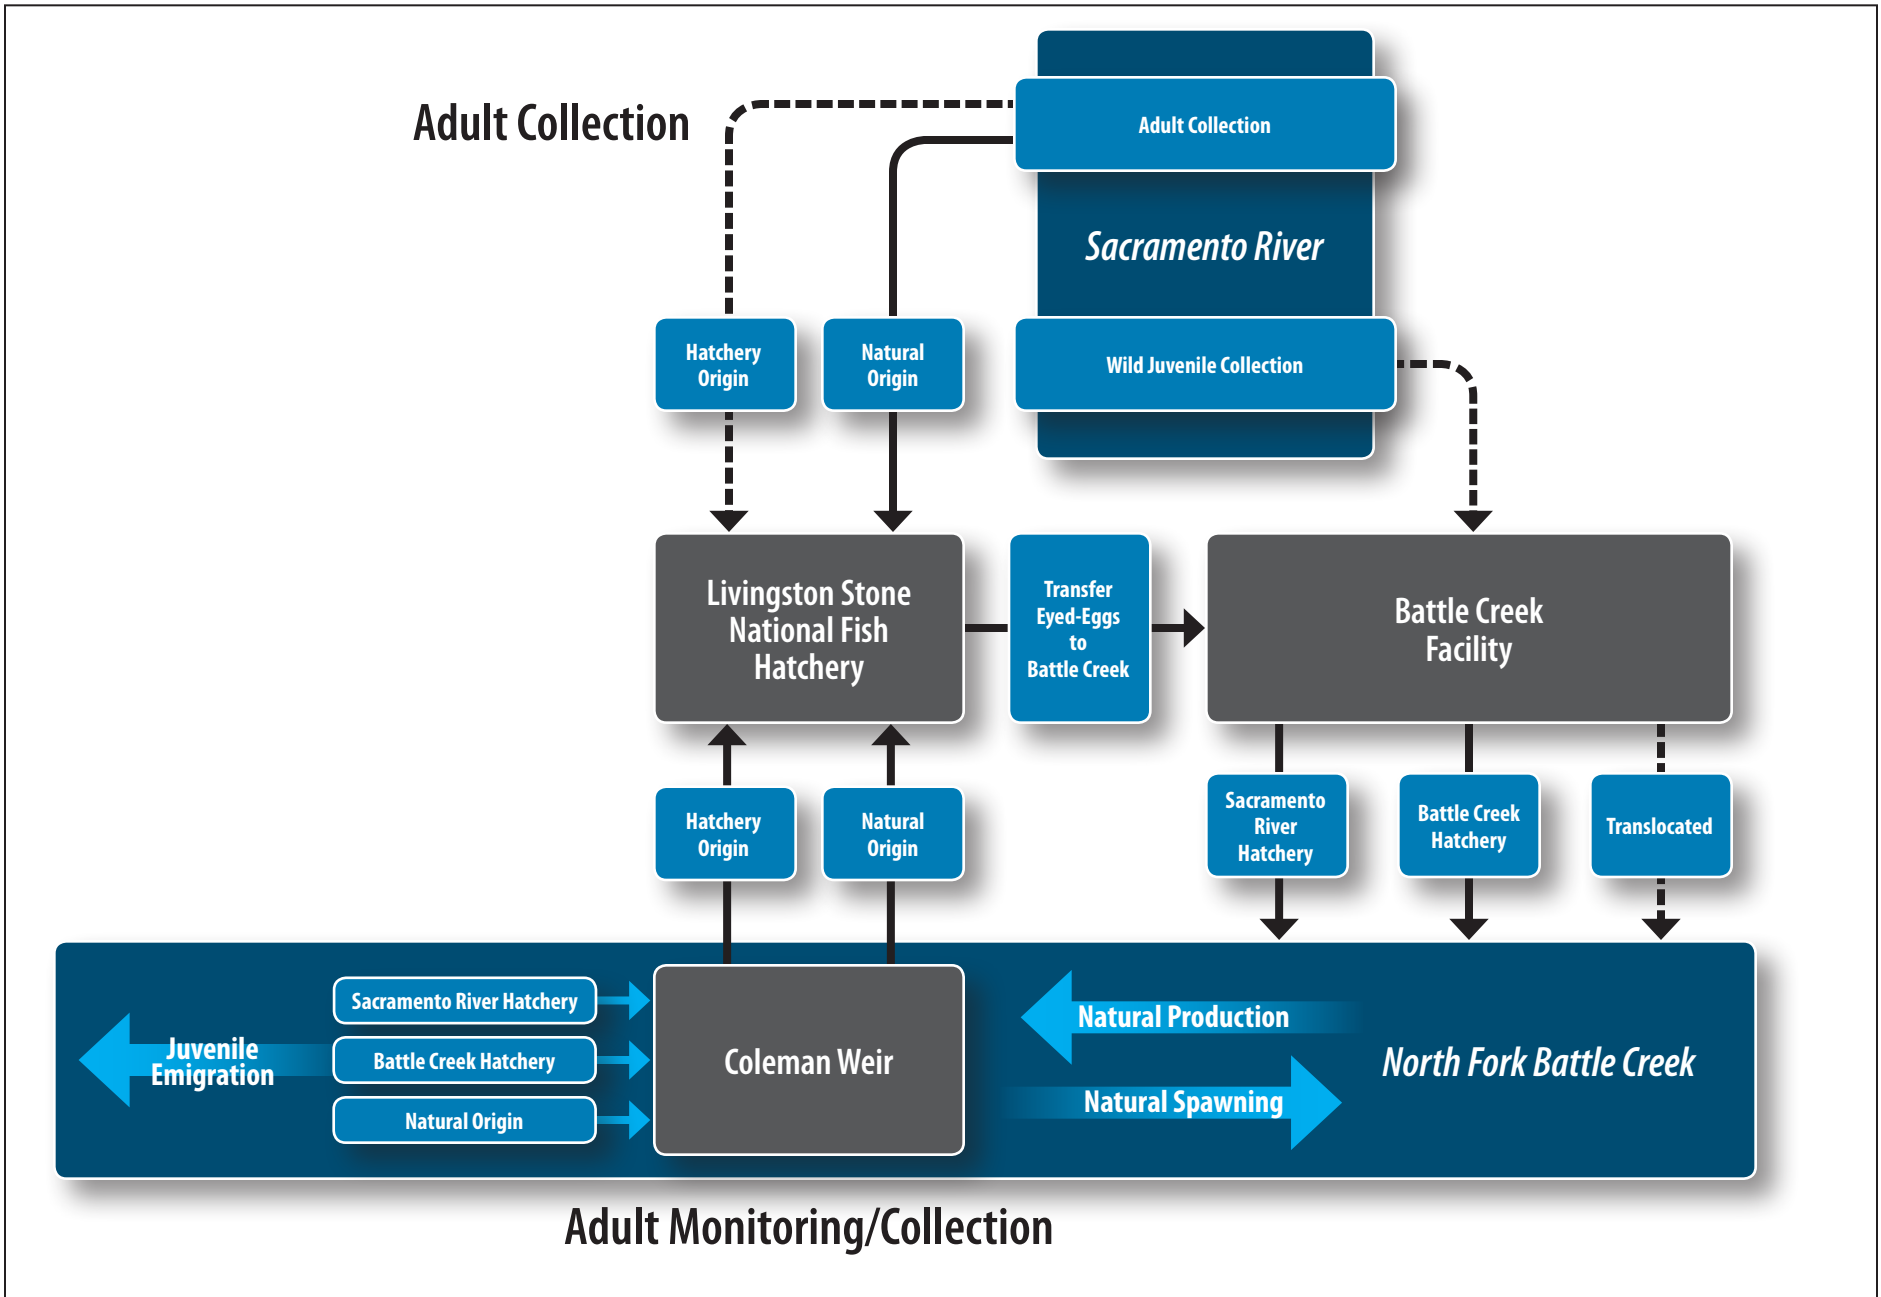 Adult Collection
Adult Collection
Sacramento River
Hatchery
Origin
Natural
Origin
Wild Juvenile Collection
Livingston Stone
National Fish
Hatchery
Transfer
Eyed-Eggs
to
Battle Creek
Battle Creek
Facility
Hatchery
Origin
Natural
Origin
Sacramento
River
Hatchery
Battle Creek
Hatchery
Translocated
Juvenile
Emigration
Sacramento River Hatchery
Battle Creek Hatchery
Natural Origin
Coleman Weir
Natural Production
Natural Spawning
North Fork Battle Creek
Adult Monitoring/Collection